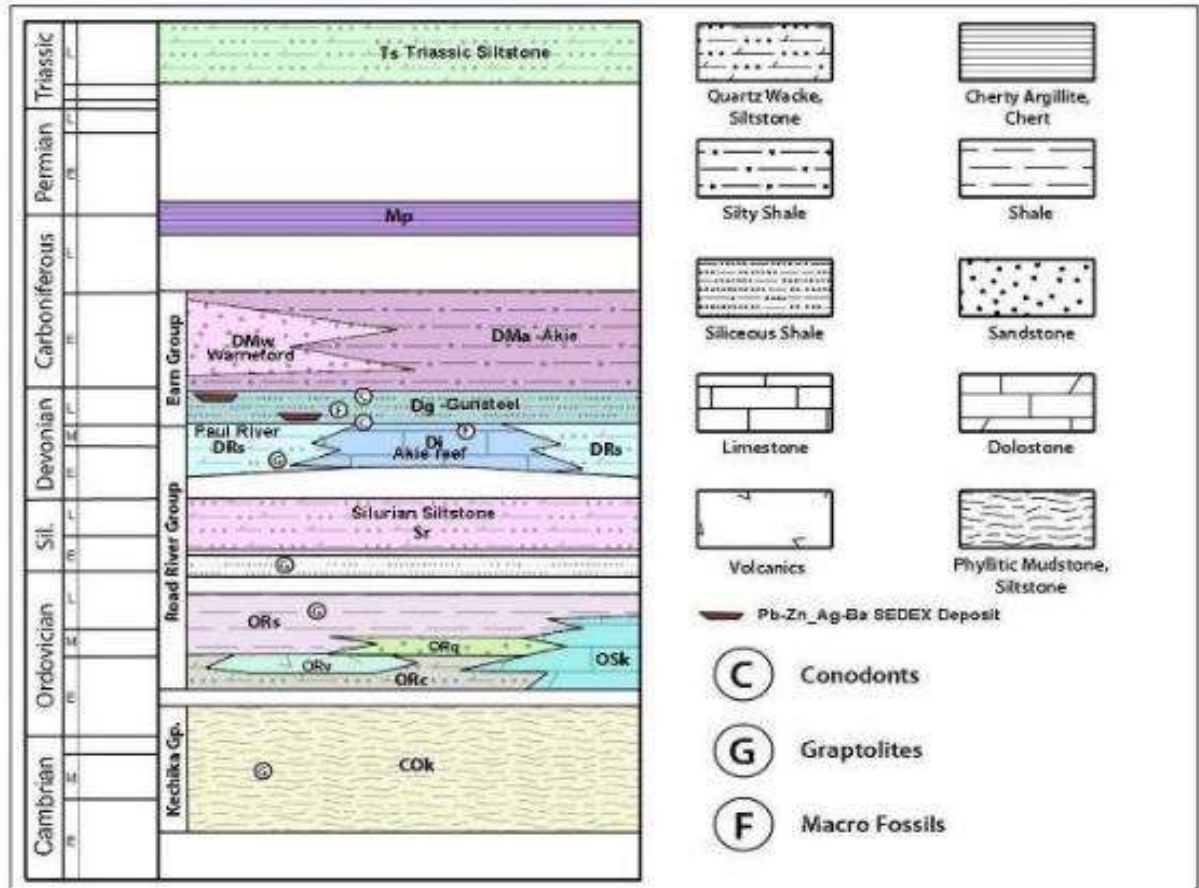 Triassic
L
Permian
L
E
Carboniferous
L
E
Devonian
L
M
E
Sil.
L
E
Ordovician
L
M
E
Cambrian
M
E
Earn Group
Road River Group
Kechika Gp.
Ts Triassic Siltstone
Mp
DMw
Warneford
DMa -Akie
C
F
Dg -Gunsteel
C
Paul River
DRs
G
F
Akie reef
DRs
Silurian Siltstone
Sr
G
G
ORs
ORq
ORv
OSk
ORc
COk
G
Quartz Wacke,
Siltstone
Cherty Argillite,
Chert
Silty Shale
Shale
Siliceous Shale
Sandstone
Limestone
Dolostone
Volcanics
Phyllitic Mudstone,
Siltstone
Pb-Zn_Ag-Ba SEDEX Deposit
C Conodonts
G Graptolites
F Macro Fossils